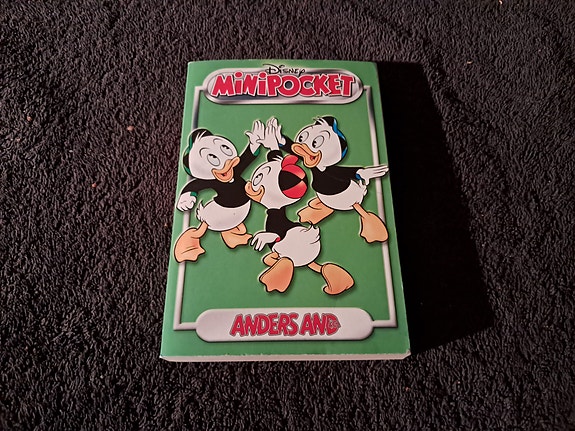 Disney
MINIPOCKET
ANDERS AND